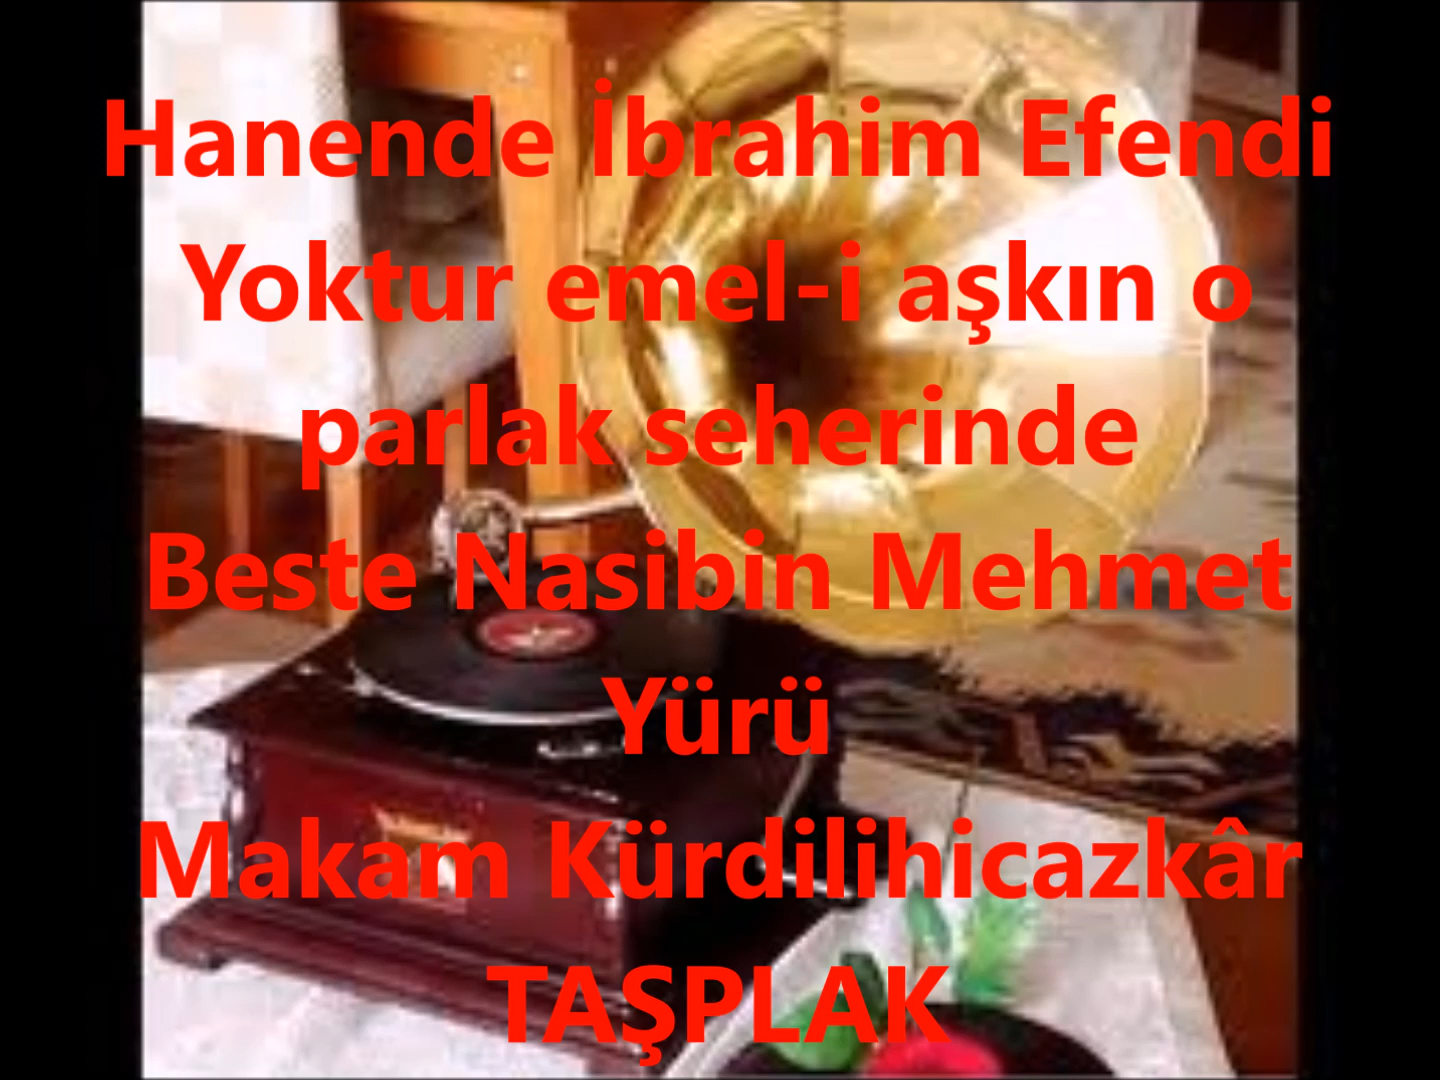 Hanende İbrahim Efendi
Yoktur emel-i aşkın o
parlak seherinde
Beste Nasibin Mehmet
Yürü
Makam Kürdilihicazkâr
TAŞPLAK